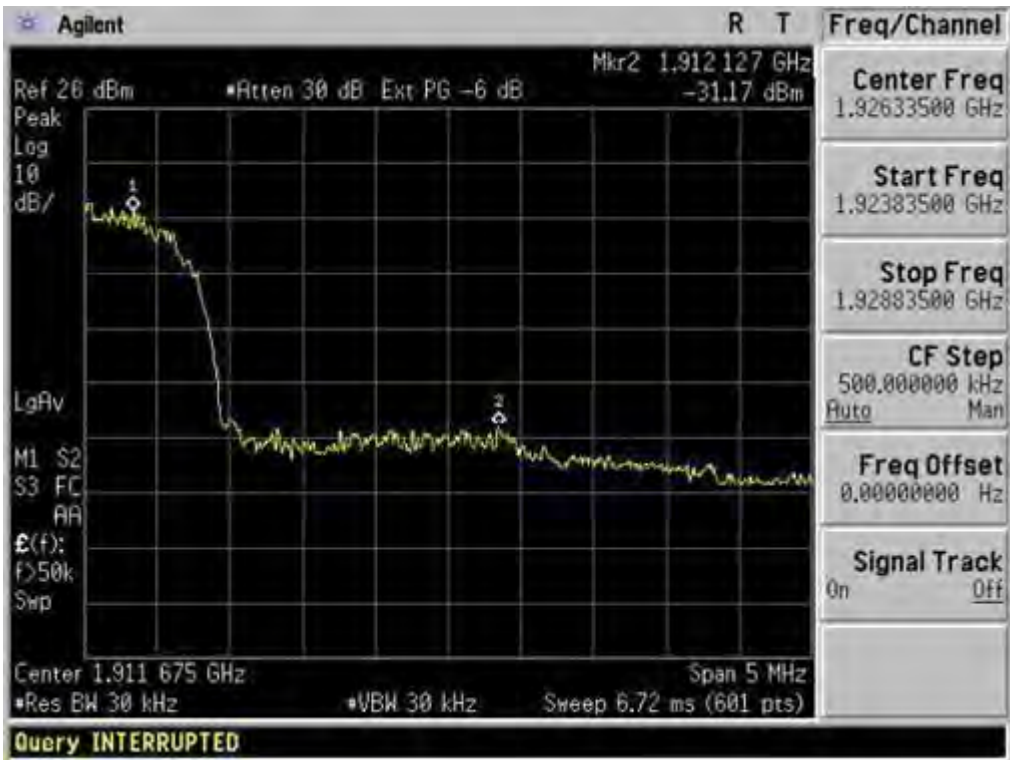 Agilent R T Freq/Channel
Mkr2 1.912 127 GHz
Ref 26 dBm *Atten 30 dB Ext PG -6 dB -31.17 dBm
Peak
Log
10
dB/
1
LgAv
2
M1 S2
S3 FC
AA
£(f):
f>50k
Swp
Center 1.911 675 GHz Span 5 MHz
*Res BW 30 kHz *VBW 30 kHz Sweep 6.72 ms (601 pts)
Query INTERRUPTED
Center Freq
1.92633500 GHz
Start Freq
1.92383500 GHz
Stop Freq
1.92883500 GHz
CF Step
500.000000 kHz
Auto Man
Freq Offset
0.00000000 Hz
Signal Track
On Off